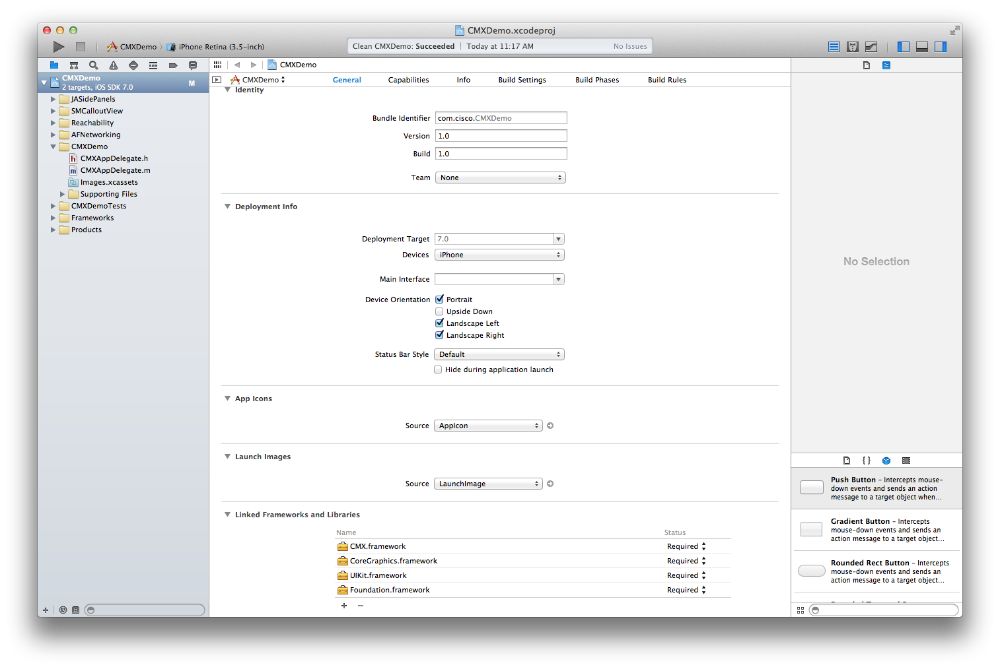 CMXDemo.xcodeproj
CMXDemo
iPhone Retina (3.5-inch)
Clean CMXDemo: Succeeded
Today at 11:17 AM
No Issues
CMXDemo
2 targets, iOS SDK 7.0
M
JASidePanels
SMCalloutView
Reachability
AFNetworking
CMXDemo
CMXAppDelegate.h
CMXAppDelegate.m
Images.xcassets
Supporting Files
CMXDemoTests
Frameworks
Products
CMXDemo
CMXDemo
General
Capabilities
Info
Build Settings
Build Phases
Build Rules
Identity
Bundle Identifier com.cisco.CMXDemo
Version 1.0
Build 1.0
Team None
Deployment Info
Deployment Target 7.0
Devices iPhone
Main Interface
Device Orientation Portrait
Upside Down
Landscape Left
Landscape Right
Status Bar Style Default
Hide during application launch
App Icons
Source AppIcon
Launch Images
Source LaunchImage
Linked Frameworks and Libraries
Name Status
CMX.framework Required
CoreGraphics.framework Required
UIKit.framework Required
Foundation.framework Required
No Selection
Push Button – Intercepts mouse-
down events and sends an action
message to a target object when...
Gradient Button – Intercepts
mouse-down events and sends an
action message to a target object...
Rounded Rect Button – Intercepts
mouse-down events and sends an
action message to a target object...